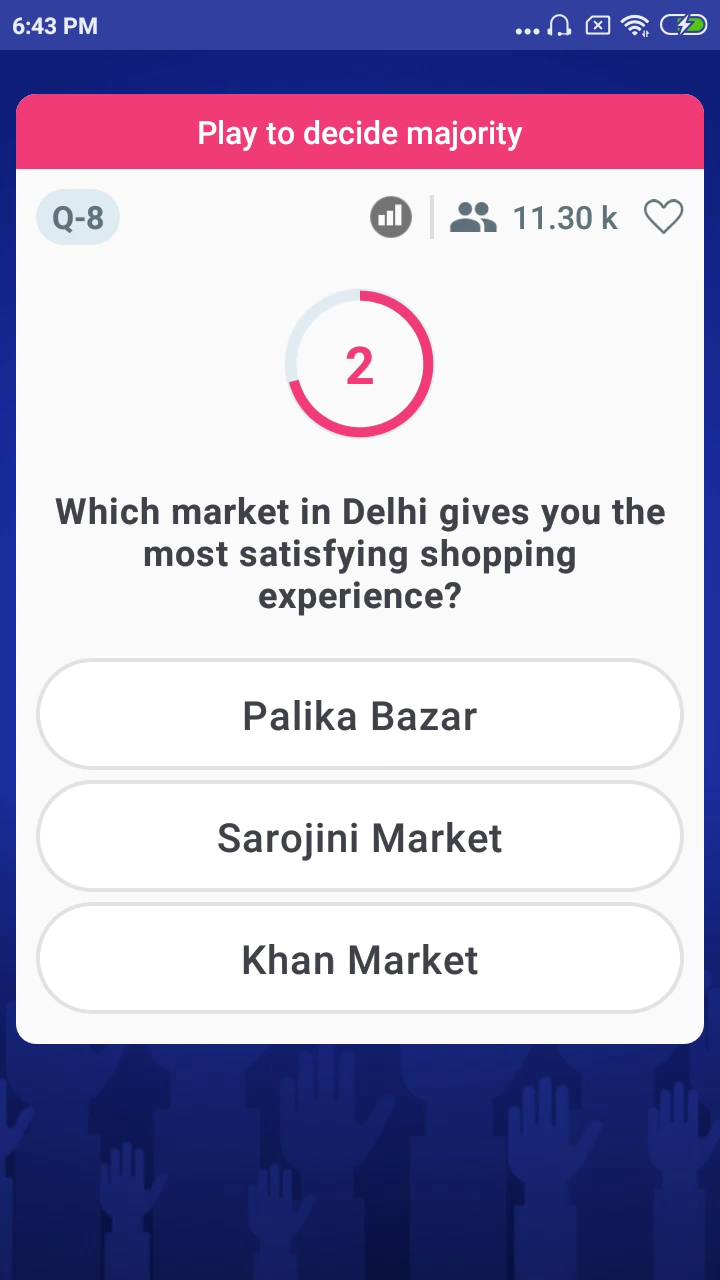 6:43 PM
Play to decide majority
Q-8
11.30 k
2
Which market in Delhi gives you the
most satisfying shopping
experience?
Palika Bazar
Sarojini Market
Khan Market